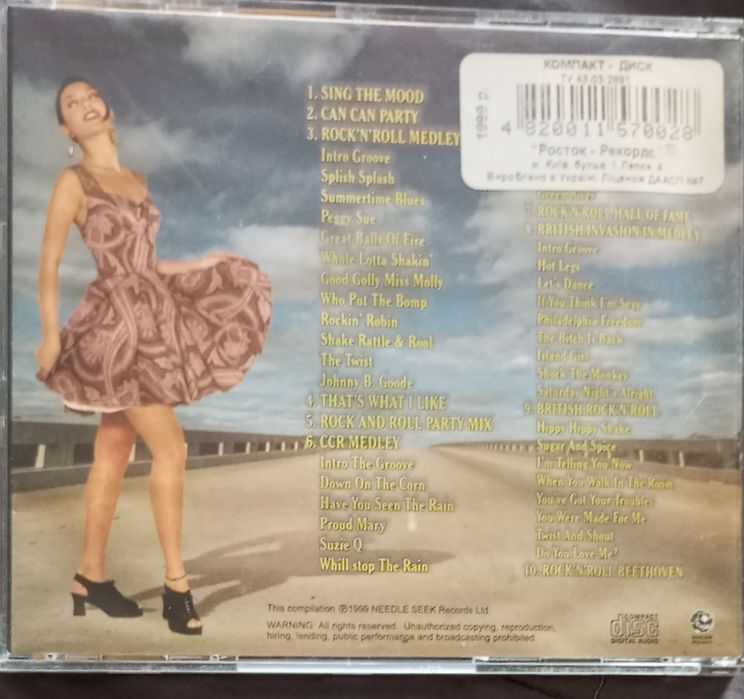 1. SING THE MOOD
2. CAN CAN PARTY
3. ROCK'N'ROLL MEDLEY
Intro Groove
Splish Splash
Summertime Blues
Peggy Sue
Great Balls Of Fire
Whole Lotta Shakin'
Good Golly Miss Molly
Who Put The Bomp
Rockin' Robin
Shake Rattle & Rool
The Twist
Johnny B. Goode
4. THAT'S WHAT I LIKE
5. ROCK AND ROLL PARTY MIX
6. CCR MEDLEY
Intro The Groove
Down On The Corn
Have You Seen The Rain
Proud Mary
Suzie Q
Whill stop The Rain
КОМПАКТ - ДИСК
ТУ 43-03-2891
1999 р.
4 820011 570028
"Росток - Рекордс"®
м. Київ, бульв. І. Лепсе, 4
Вироблено в Україні. Ліцензія ДААСП №7
Green River
7. ROCK'N'ROLL HALL OF FAME
8. BRITISH INVASION IN MEDLEY
Intro Groove
Hot Legs
Let's Dance
If You Think I'm Sexy
Philadelphia Freedom
The Bitch Is Back
Island Girl
Shock The Monkey
Saturday Night's Alright
9. BRITISH ROCK'N'ROLL
Hippy Hippy Shake
Sugar And Spice
I'm Telling You Now
When You Walk In The Room
You've Got Your Trouble
You Were Made For Me
Twist And Shout
Do You Love Me?
10. ROCK'N'ROLL BEETHOVEN
This compilation ℗1999 NEEDLE SEEK Records Ltd.
WARNING: All rights reserved. Unauthorized copying, reproduction,
hiring, lending, public performance and broadcasting prohibited.
COMPACT
disc
DIGITAL AUDIO